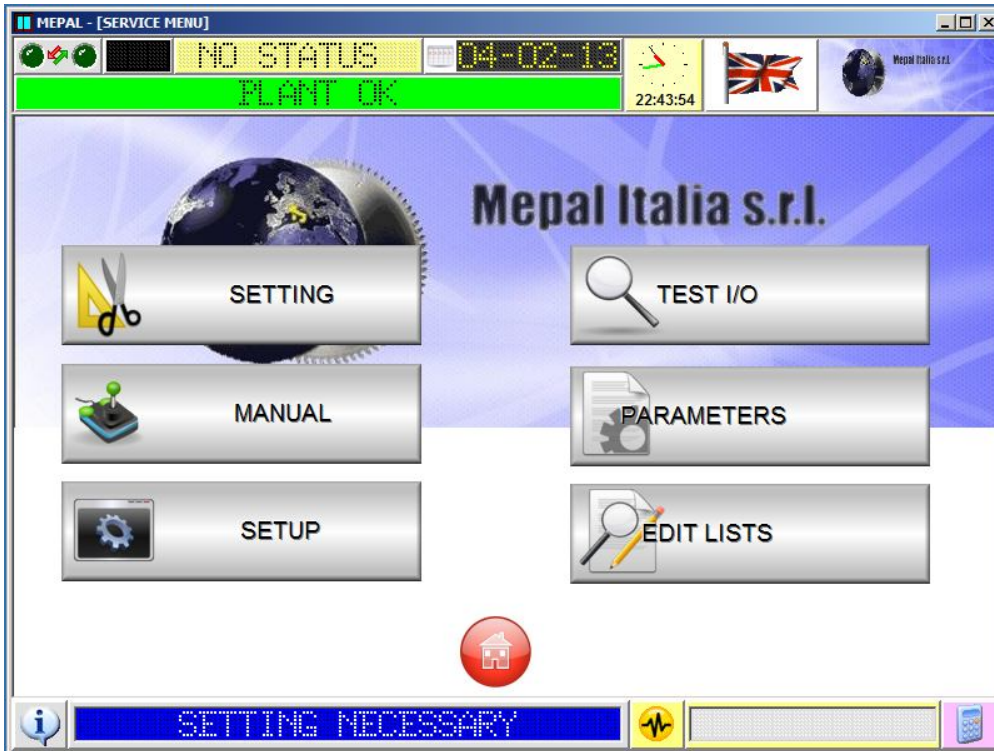 MEPAL - [SERVICE MENU]
NO STATUS
04-02-13
PLANT OK
22:43:54
Mepal Italia s.r.l.
Mepal Italia s.r.l.
SETTING
TEST I/O
MANUAL
PARAMETERS
SETUP
EDIT LISTS
SETTING NECESSARY